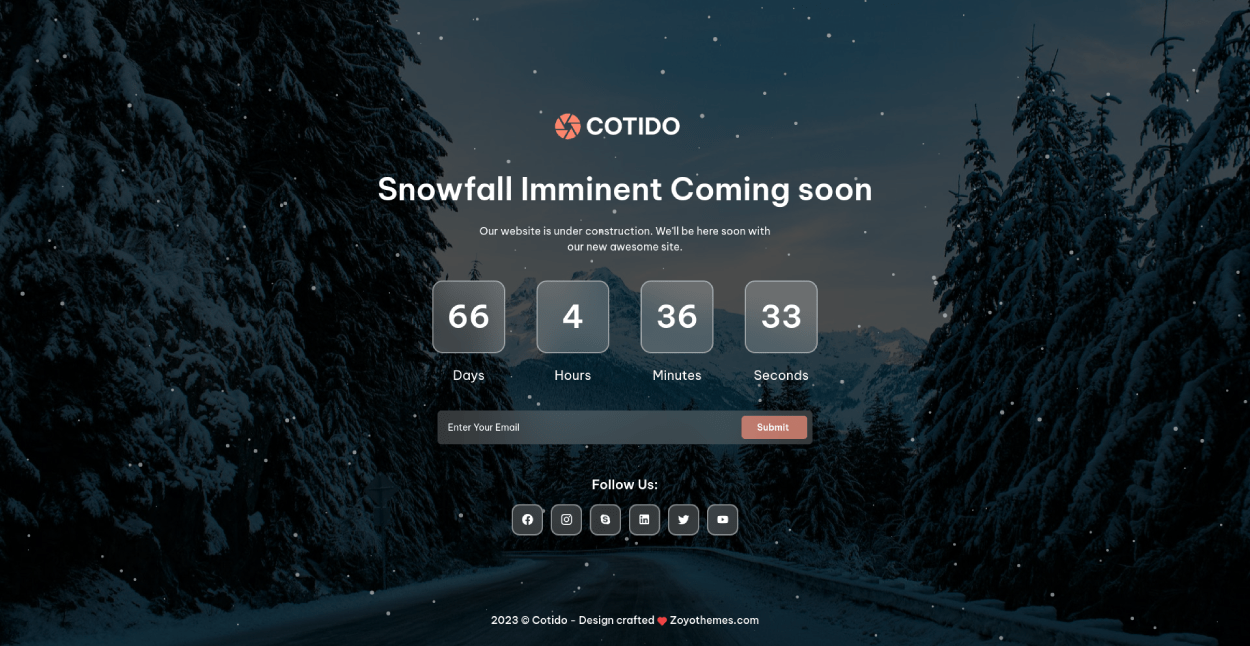 COTIDO
Snowfall Imminent Coming soon
Our website is under construction. We'll be here soon with
our new awesome site.
66 4 36 33
Days Hours Minutes Seconds
Enter Your Email Submit
Follow Us:
2023 © Cotido - Design crafted ❤ Zoyothemes.com